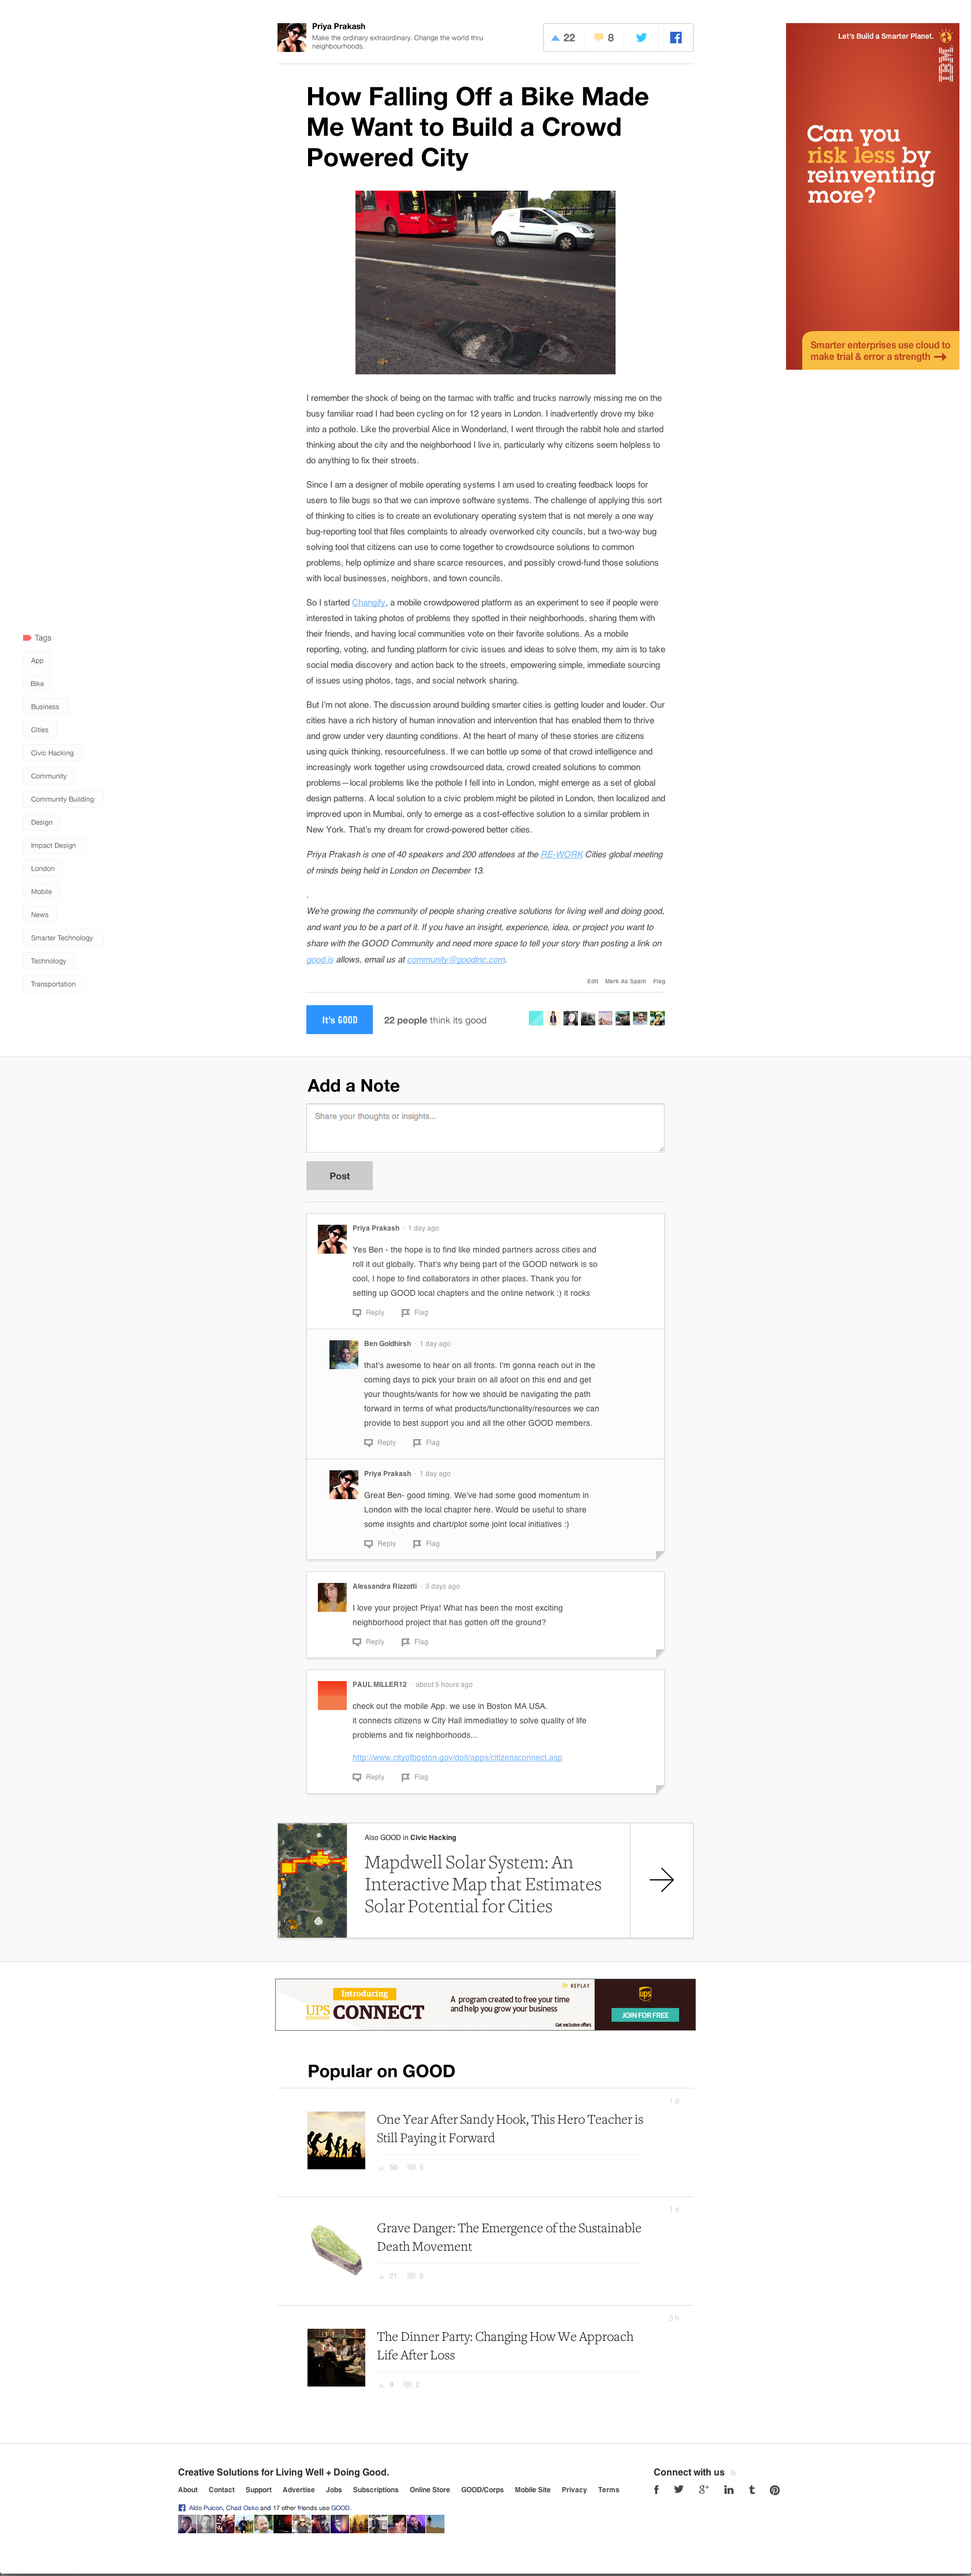 Priya Prakash
Make the ordinary extraordinary. Change the world thru
neighbourhoods.
22
8
Let's Build a Smarter Planet.
IBM
Can you
risk less by
reinventing
more?
Smarter enterprises use cloud to
make trial & error a strength
How Falling Off a Bike Made
Me Want to Build a Crowd
Powered City
I remember the shock of being on the tarmac with traffic and trucks narrowly missing me on the
busy familiar road I had been cycling on for 12 years in London. I inadvertently drove my bike
into a pothole. Like the proverbial Alice in Wonderland, I went through the rabbit hole and started
thinking about the city and the neighborhood I live in, particularly why citizens seem helpless to
do anything to fix their streets.
Since I am a designer of mobile operating systems I am used to creating feedback loops for
users to file bugs so that we can improve software systems. The challenge of applying this sort
of thinking to cities is to create an evolutionary operating system that is not merely a one way
bug-reporting tool that files complaints to already overworked city councils, but a two-way bug
solving tool that citizens can use to come together to crowdsource solutions to common
problems, help optimize and share scarce resources, and possibly crowd-fund those solutions
with local businesses, neighbors, and town councils.
So I started Changify, a mobile crowdpowered platform as an experiment to see if people were
interested in taking photos of problems they spotted in their neighborhoods, sharing them with
their friends, and having local communities vote on their favorite solutions. As a mobile
reporting, voting, and funding platform for civic issues and ideas to solve them, my aim is to take
social media discovery and action back to the streets, empowering simple, immediate sourcing
of issues using photos, tags, and social network sharing.
But I'm not alone. The discussion around building smarter cities is getting louder and louder. Our
cities have a rich history of human innovation and intervention that has enabled them to thrive
and grow under very daunting conditions. At the heart of many of these stories are citizens
using quick thinking, resourcefulness. If we can bottle up some of that crowd intelligence and
increasingly work together using crowdsourced data, crowd created solutions to common
problems—local problems like the pothole I fell into in London, might emerge as a set of global
design patterns. A local solution to a civic problem might be piloted in London, then localized and
improved upon in Mumbai, only to emerge as a cost-effective solution to a similar problem in
New York. That's my dream for crowd-powered better cities.
Priya Prakash is one of 40 speakers and 200 attendees at the RE-WORK Cities global meeting
of minds being held in London on December 13.
.
We're growing the community of people sharing creative solutions for living well and doing good,
and want you to be a part of it. If you have an insight, experience, idea, or project you want to
share with the GOOD Community and need more space to tell your story than posting a link on
good.is allows, email us at community@goodinc.com.
Edit Mark As Spam Flag
It's GOOD
22 people think its good
Tags
App
Bike
Business
Cities
Civic Hacking
Community
Community Building
Design
Impact Design
London
Mobile
News
Smarter Technology
Technology
Transportation
Add a Note
Share your thoughts or insights...
Post
Priya Prakash · 1 day ago
Yes Ben - the hope is to find like minded partners across cities and
roll it out globally. That's why being part of the GOOD network is so
cool, I hope to find collaborators in other places. Thank you for
setting up GOOD local chapters and the online network :) it rocks
Reply Flag
Ben Goldhirsh · 1 day ago
that's awesome to hear on all fronts. I'm gonna reach out in the
coming days to pick your brain on all afoot on this end and get
your thoughts/wants for how we should be navigating the path
forward in terms of what products/functionality/resources we can
provide to best support you and all the other GOOD members.
Reply Flag
Priya Prakash · 1 day ago
Great Ben- good timing. We've had some good momentum in
London with the local chapter here. Would be useful to share
some insights and chart/plot some joint local initiatives :)
Reply Flag
Alessandra Rizzotti · 3 days ago
I love your project Priya! What has been the most exciting
neighborhood project that has gotten off the ground?
Reply Flag
PAUL MILLER12 · about 5 hours ago
check out the mobile App. we use in Boston MA USA.
it connects citizens w City Hall immediatley to solve quality of life
problems and fix neighborhoods...
http://www.cityofboston.gov/doit/apps/citizensconnect.asp
Reply Flag
Also GOOD in Civic Hacking
Mapdwell Solar System: An
Interactive Map that Estimates
Solar Potential for Cities
Introducing
UPS CONNECT
A program created to free your time
and help you grow your business
REPLAY
Get exclusive offers
ups
JOIN FOR FREE
Popular on GOOD
1 d
One Year After Sandy Hook, This Hero Teacher is
Still Paying it Forward
50 5
1 d
Grave Danger: The Emergence of the Sustainable
Death Movement
21 5
3 h
The Dinner Party: Changing How We Approach
Life After Loss
9 2
Creative Solutions for Living Well + Doing Good.
About Contact Support Advertise Jobs Subscriptions Online Store GOOD/Corps Mobile Site Privacy Terms
Aldo Puicon, Chad Osko and 17 other friends use GOOD.
Connect with us